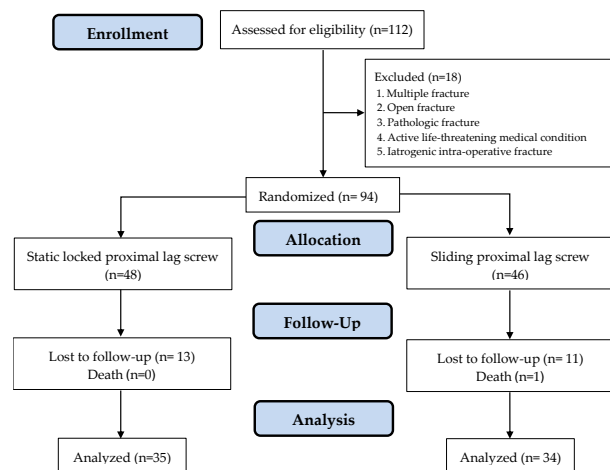 Enrollment
Assessed for eligibility (n=112)
Excluded (n=18)
1. Multiple fracture
2. Open fracture
3. Pathologic fracture
4. Active life-threatening medical condition
5. Iatrogenic intra-operative fracture
Randomized (n= 94)
Allocation
Static locked proximal lag screw
(n=48)
Sliding proximal lag screw
(n=46)
Follow-Up
Lost to follow-up (n= 13)
Death (n=0)
Lost to follow-up (n= 11)
Death (n=1)
Analysis
Analyzed (n=35)
Analyzed (n= 34)